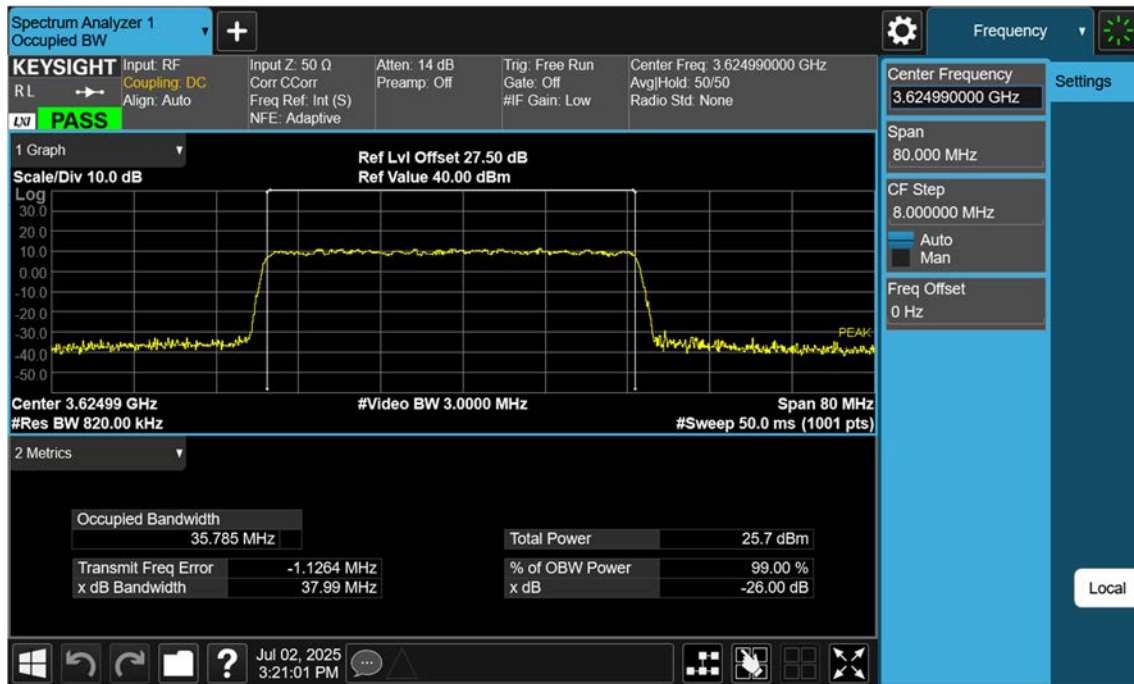 Spectrum Analyzer 1
Occupied BW
Frequency
KEYSIGHT
R L
LXI PASS
Input: RF
Coupling: DC
Align: Auto
Input Z: 50 Ω
Corr CCorr
Freq Ref: Int (S)
NFE: Adaptive
Atten: 14 dB
Preamp: Off
Trig: Free Run
Gate: Off
#IF Gain: Low
Center Freq: 3.624990000 GHz
Avg|Hold: 50/50
Radio Std: None
Center Frequency
3.624990000 GHz
Settings
Span
80.000 MHz
CF Step
8.000000 MHz
Auto
Man
Freq Offset
0 Hz
1 Graph
Scale/Div 10.0 dB
Ref Lvl Offset 27.50 dB
Ref Value 40.00 dBm
Log
30.0
20.0
10.0
0.00
-10.0
-20.0
-30.0
-40.0
-50.0
PEAK
Center 3.62499 GHz
#Video BW 3.0000 MHz
Span 80 MHz
#Res BW 820.00 kHz
#Sweep 50.0 ms (1001 pts)
2 Metrics
Occupied Bandwidth
35.785 MHz
Total Power 25.7 dBm
Transmit Freq Error -1.1264 MHz
% of OBW Power 99.00 %
x dB Bandwidth 37.99 MHz
x dB -26.00 dB
Local
?
Jul 02, 2025
3:21:01 PM